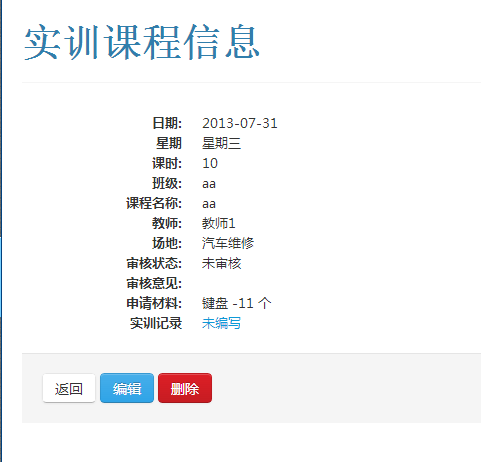 实训课程信息
日期: 2013-07-31
星期 星期三
课时: 10
班级: aa
课程名称: aa
教师: 教师1
场地: 汽车维修
审核状态: 未审核
审核意见:
申请材料: 键盘 -11 个
实训记录 未编写
返回 编辑 删除